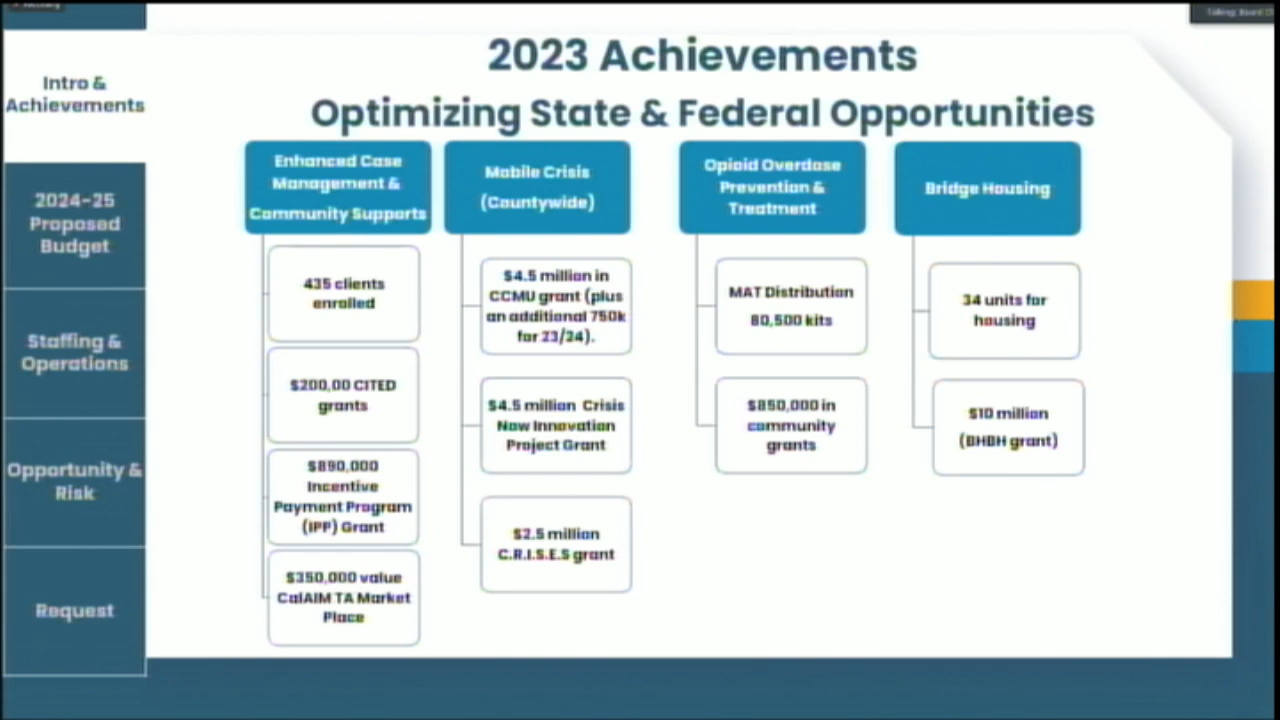 Intro &
Achievements
2024-25
Proposed
Budget
Staffing &
Operations
Opportunity &
Risk
Request
2023 Achievements
Optimizing State & Federal Opportunities
Enhanced Case
Management &
Community Supports
435 clients
enrolled
$200,00 CITED
grants
$890,000
Incentive
Payment Program
(IPP) Grant
$350,000 value
CalAIM TA Market
Place
Mobile Crisis
(Countywide)
$4.5 million in
CCMU grant (plus
an additional 750k
for 23/24).
$4.5 million Crisis
Now Innovation
Project Grant
$2.5 million
C.R.I.S.E.S grant
Opioid Overdose
Prevention &
Treatment
MAT Distribution
80,500 kits
$850,000 in
community
grants
Bridge Housing
34 units for
housing
$10 million
(BHBH grant)